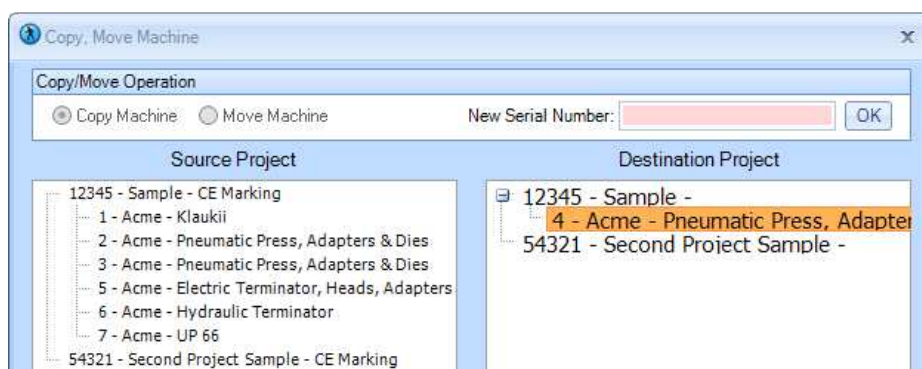 Copy, Move Machine
x
Copy/Move Operation
Copy Machine Move Machine New Serial Number: OK
Source Project
12345 - Sample - CE Marking
1 - Acme - Klaukii
2 - Acme - Pneumatic Press, Adapters & Dies
3 - Acme - Pneumatic Press, Adapters & Dies
5 - Acme - Electric Terminator, Heads, Adapters
6 - Acme - Hydraulic Terminator
7 - Acme - UP 66
54321 - Second Project Sample - CE Marking
Destination Project
12345 - Sample -
4 - Acme - Pneumatic Press, Adapter
54321 - Second Project Sample -